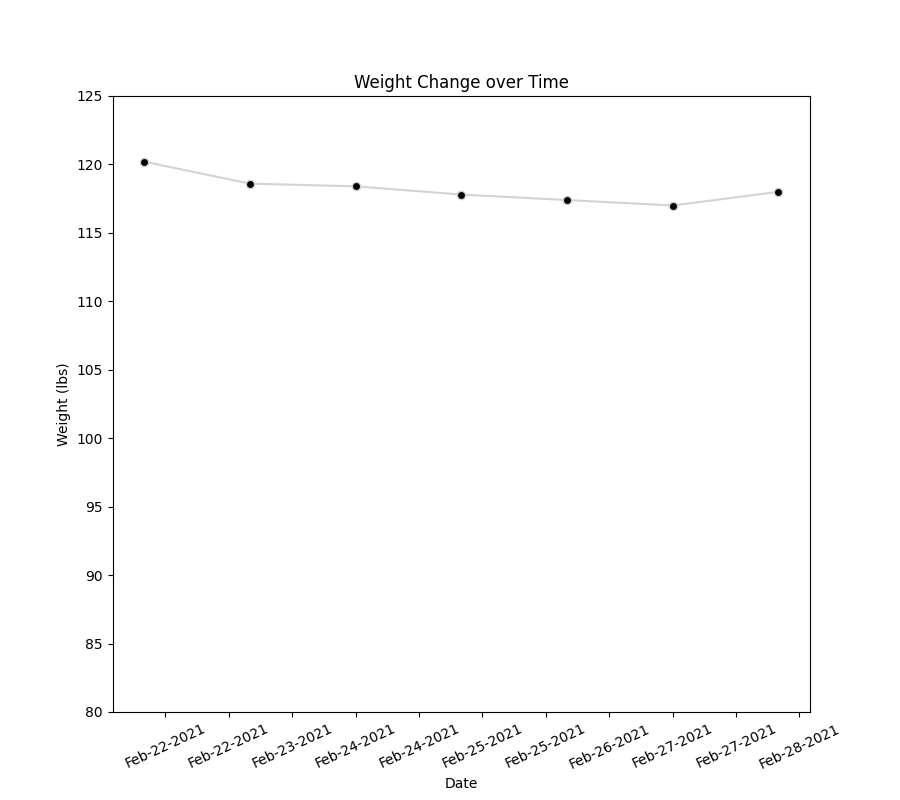 Weight Change over Time
125
120
115
110
105
100
95
90
85
80
Weight (lbs)
Feb-22-2021 Feb-22-2021 Feb-23-2021 Feb-24-2021 Feb-24-2021 Feb-25-2021 Feb-25-2021 Feb-26-2021 Feb-27-2021 Feb-27-2021 Feb-28-2021
Date